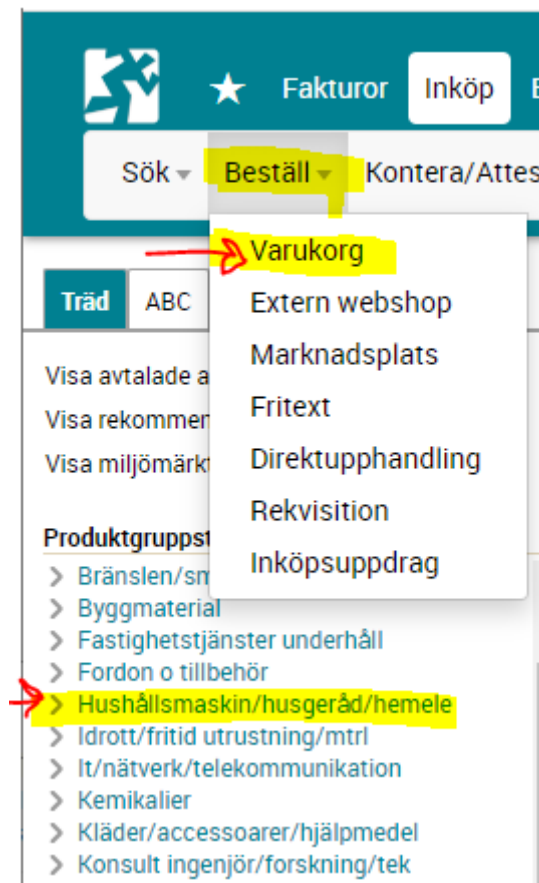 Fakturor Inköp
Sök Beställ Kontera/Attes
Varukorg
Extern webshop
Marknadsplats
Fritext
Direktupphandling
Rekvisition
Inköpsuppdrag
Träd ABC
Visa avtalade a
Visa rekommen
Visa miljömärkt
Produktgruppst
Bränslen/sm
Byggmaterial
Fastighetstjänster underhåll
Fordon o tillbehör
Hushållsmaskin/husgeråd/hemele
Idrott/fritid utrustning/mtrl
It/nätverk/telekommunikation
Kemikalier
Kläder/accessoarer/hjälpmedel
Konsult ingenjör/forskning/tek